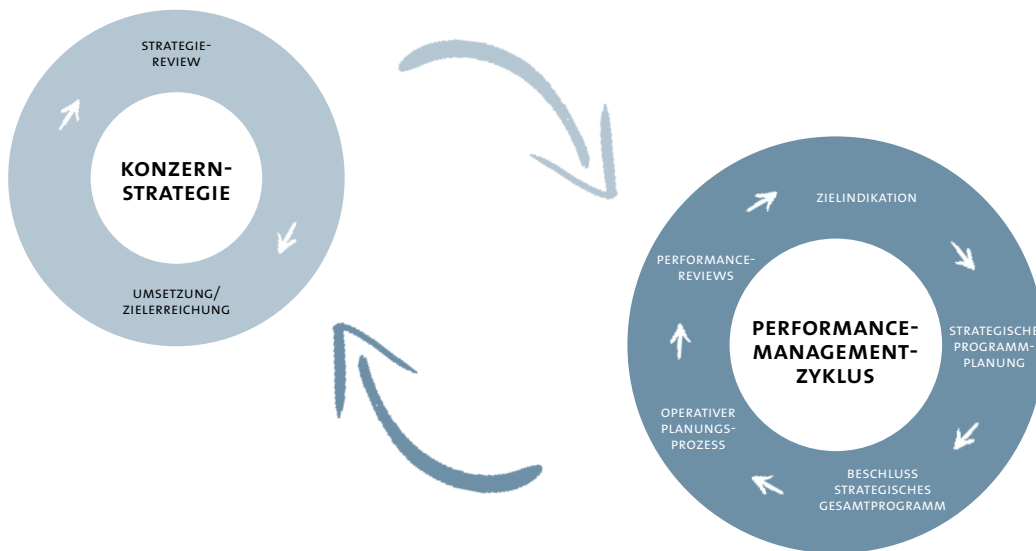 STRATEGIE-
REVIEW
KONZERN-
STRATEGIE
UMSETZUNG/
ZIELERREICHUNG
ZIELINDIKATION
PERFORMANCE-
REVIEWS
PERFORMANCE-
MANAGEMENT-
ZYKLUS
STRATEGISCHE
PROGRAMM-
PLANUNG
OPERATIVER
PLANUNGS-
PROZESS
BESCHLUSS
STRATEGISCHES
GESAMTPROGRAMM